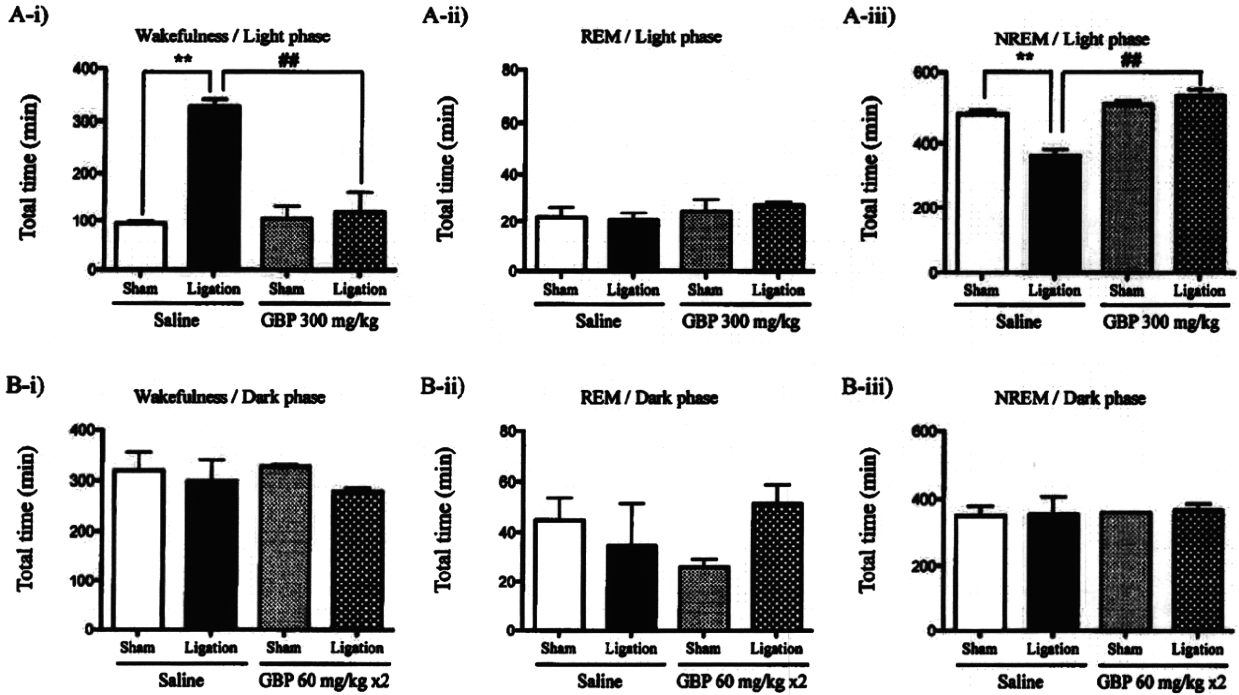 A-i)
Wakefulness / Light phase
**
##
Total time (min)
400
300
200
100
0
Sham
Ligation
Sham
Ligation
Saline
GBP 300 mg/kg
A-ii)
REM / Light phase
Total time (min)
80
60
40
20
0
Sham
Ligation
Sham
Ligation
Saline
GBP 300 mg/kg
A-iii)
NREM / Light phase
**
##
Total time (min)
600
400
200
0
Sham
Ligation
Sham
Ligation
Saline
GBP 300 mg/kg
B-i)
Wakefulness / Dark phase
Total time (min)
400
300
200
100
0
Sham
Ligation
Sham
Ligation
Saline
GBP 60 mg/kg x2
B-ii)
REM / Dark phase
Total time (min)
80
60
40
20
0
Sham
Ligation
Sham
Ligation
Saline
GBP 60 mg/kg x2
B-iii)
NREM / Dark phase
Total time (min)
600
400
200
0
Sham
Ligation
Sham
Ligation
Saline
GBP 60 mg/kg x2